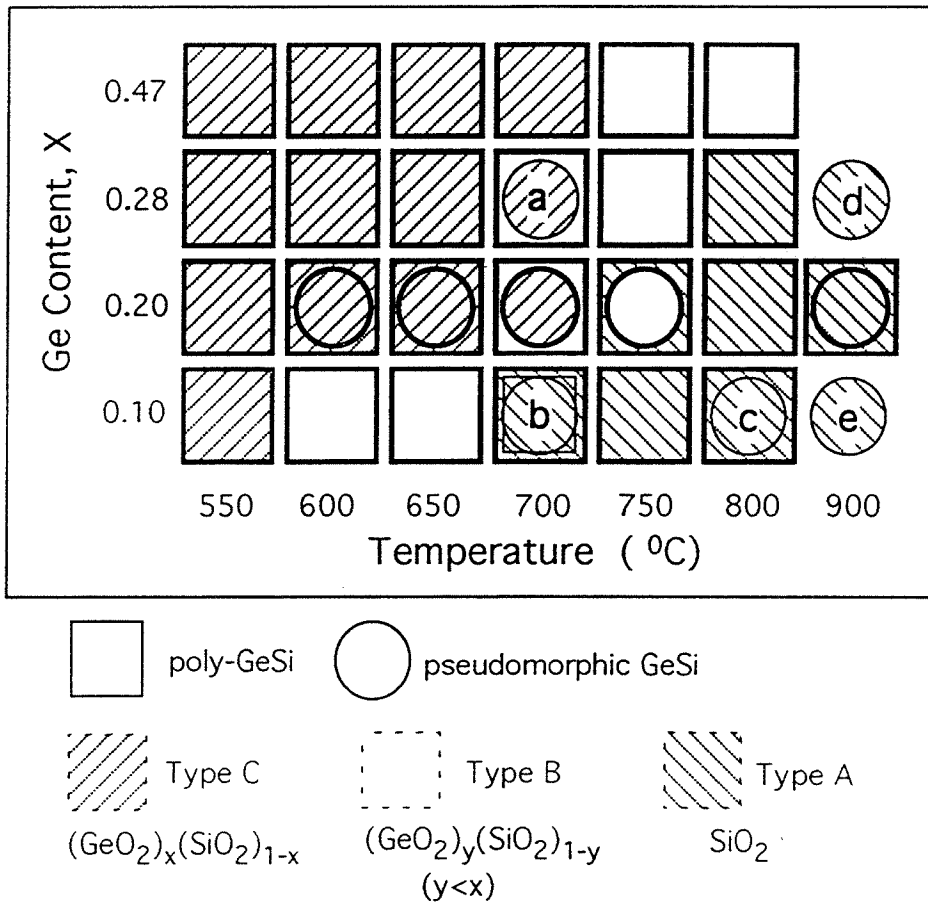 Ge Content, X
0.47
0.28 a d
0.20
0.10 b c e
550 600 650 700 750 800 900
Temperature ( ⁰C)
poly-GeSi pseudomorphic GeSi
Type C Type B Type A
(GeO₂)ₓ(SiO₂)₁₋ₓ (GeO₂)y(SiO₂)1-y SiO₂
(y<x)